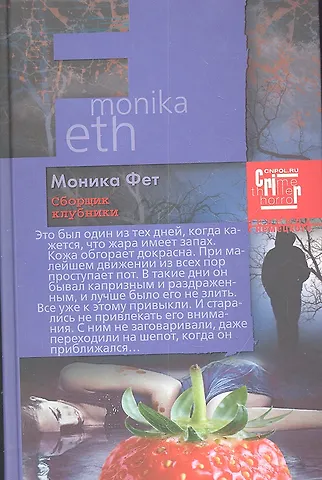 monika
eth
Моника Фет
Сборщик
клубники
CNPOL.RU
crime
thriller
horror
Это был один из тех дней, когда ка-
жется, что жара имеет запах.
Кожа обгорает докрасна. При ма-
лейшем движении из всех пор
проступает пот. В такие дни он
бывал капризным и раздражен-
ным, и лучше было его не злить.
Все уже к этому привыкли. И стара-
лись не привлекать его внима-
ния. С ним не заговаривали, даже
переходили на шепот, когда он
приближался...